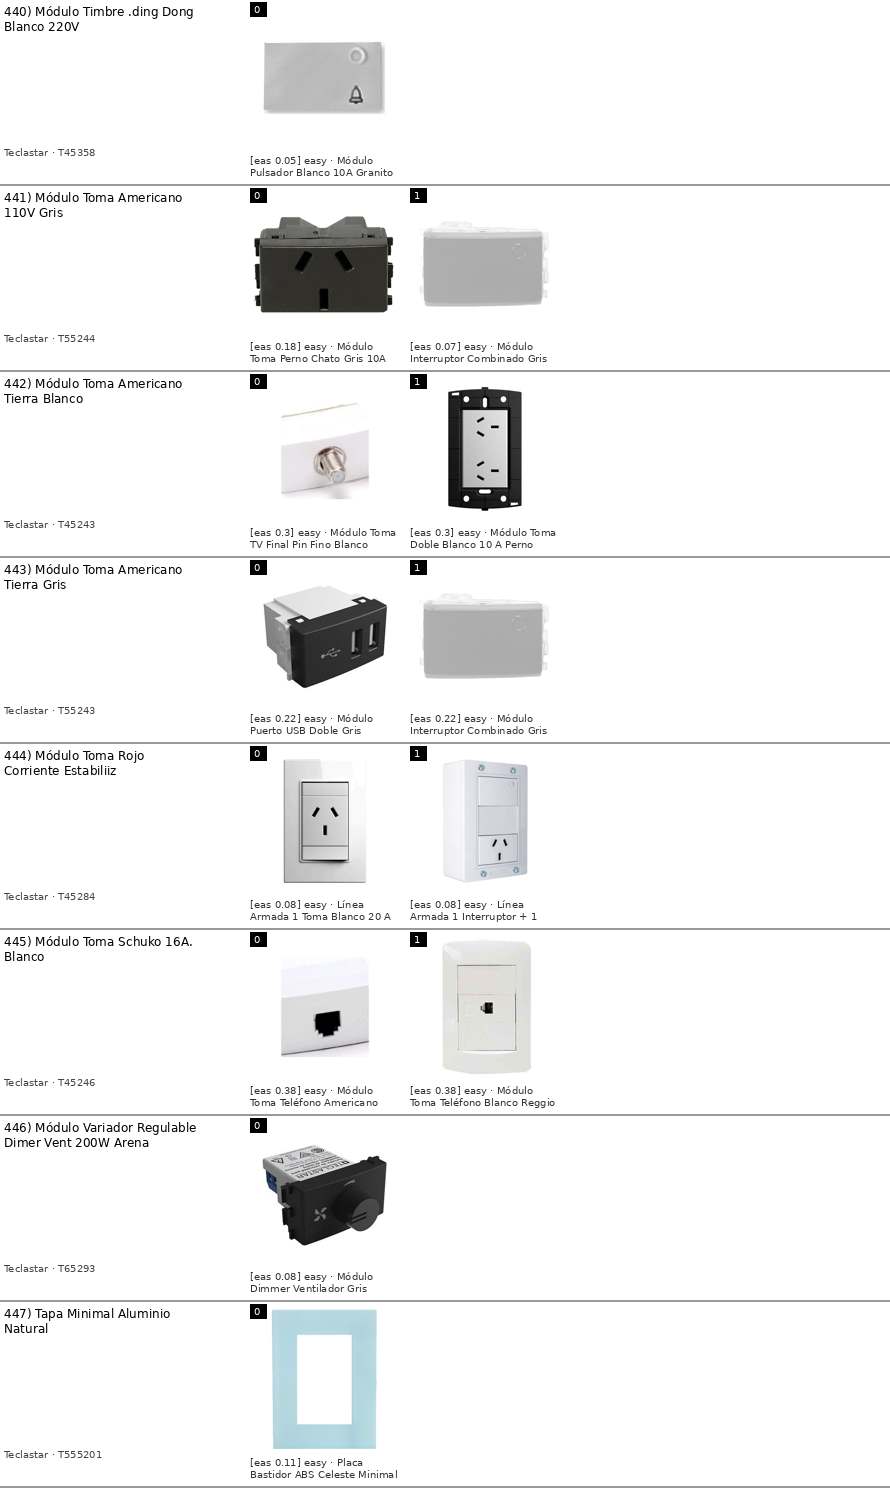 440) Módulo Timbre .ding Dong
Blanco 220V
0
Teclastar · T45358
[eas 0.05] easy · Módulo
Pulsador Blanco 10A Granito
441) Módulo Toma Americano
110V Gris
0
1
Teclastar · T55244
[eas 0.18] easy · Módulo
Toma Perno Chato Gris 10A
[eas 0.07] easy · Módulo
Interruptor Combinado Gris
442) Módulo Toma Americano
Tierra Blanco
0
1
Teclastar · T45243
[eas 0.3] easy · Módulo Toma
TV Final Pin Fino Blanco
[eas 0.3] easy · Módulo Toma
Doble Blanco 10 A Perno
443) Módulo Toma Americano
Tierra Gris
0
1
Teclastar · T55243
[eas 0.22] easy · Módulo
Puerto USB Doble Gris
[eas 0.22] easy · Módulo
Interruptor Combinado Gris
444) Módulo Toma Rojo
Corriente Estabiliiz
0
1
Teclastar · T45284
[eas 0.08] easy · Línea
Armada 1 Toma Blanco 20 A
[eas 0.08] easy · Línea
Armada 1 Interruptor + 1
445) Módulo Toma Schuko 16A.
Blanco
0
1
Teclastar · T45246
[eas 0.38] easy · Módulo
Toma Teléfono Americano
[eas 0.38] easy · Módulo
Toma Teléfono Blanco Reggio
446) Módulo Variador Regulable
Dimer Vent 200W Arena
0
TECLASTAR
Teclastar · T65293
[eas 0.08] easy · Módulo
Dimmer Ventilador Gris
447) Tapa Minimal Aluminio
Natural
0
Teclastar · T555201
[eas 0.11] easy · Placa
Bastidor ABS Celeste Minimal